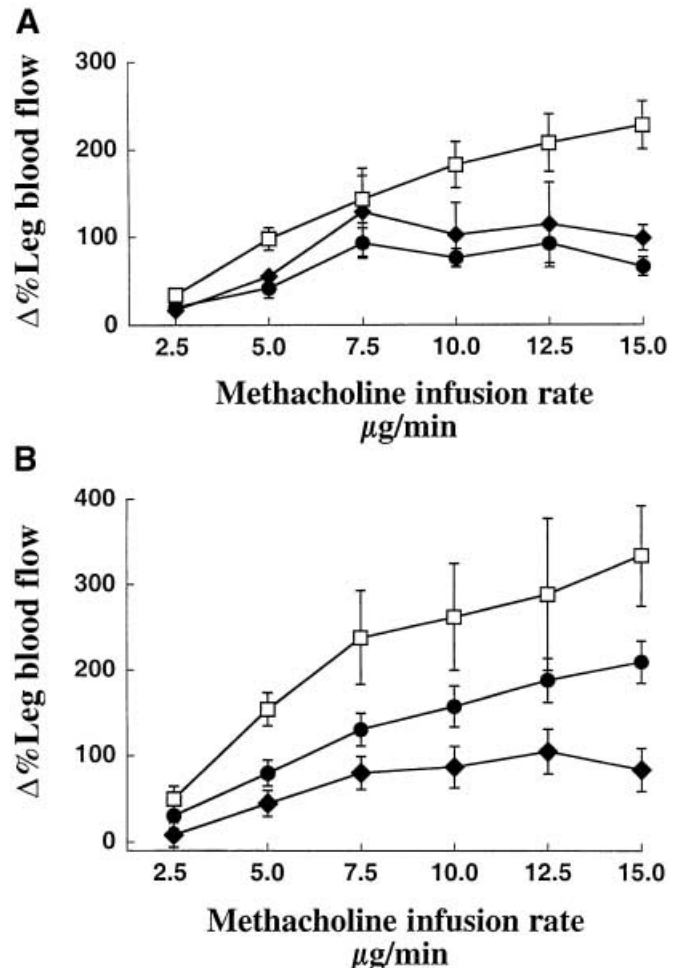 A
300
200
100
0
Δ%Leg blood flow
2.5 5.0 7.5 10.0 12.5 15.0
Methacholine infusion rate
µg/min
B
400
300
200
100
0
Δ%Leg blood flow
2.5 5.0 7.5 10.0 12.5 15.0
Methacholine infusion rate
µg/min